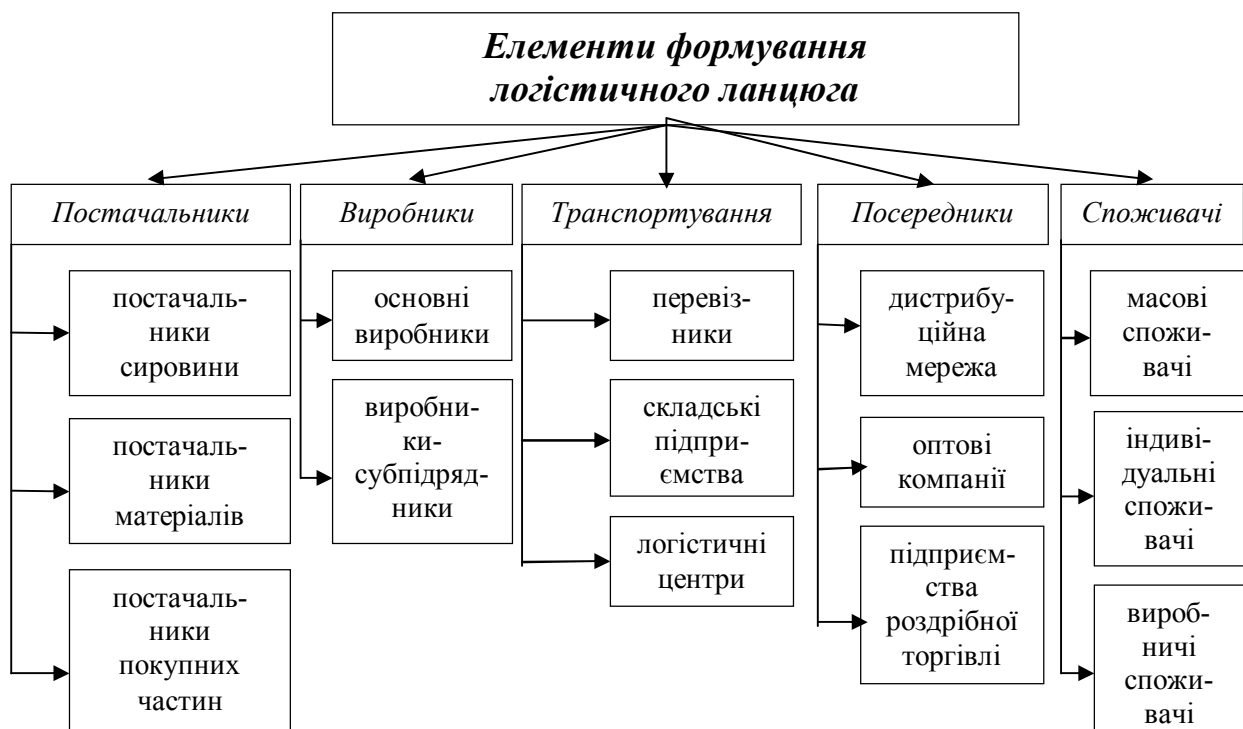 Елементи формування
логістичного ланцюга
Постачальники
Виробники
Транспортування
Посередники
Споживачі
постачаль-
ники
сировини
постачаль-
ники
матеріалів
постачаль-
ники
покупних
частин
основні
виробники
виробни-
ки-
субпідряд-
ники
перевіз-
ники
складські
підпри-
ємства
логістичні
центри
дистрибу-
ційна
мережа
оптові
компанії
підприєм-
ства
роздрібної
торгівлі
масові
спожи-
вачі
індиві-
дуальні
спожи-
вачі
вироб-
ничі
спожи-
вачі